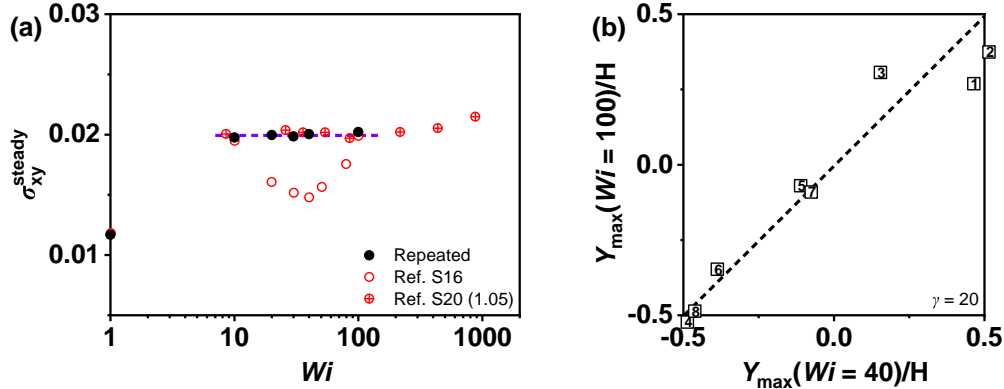 (a)
0.03
0.02
0.01
σ_xy^steady
1
10
100
1000
Wi
Repeated
Ref. S16
Ref. S20 (1.05)
(b)
0.5
0.0
-0.5
Y_max(Wi = 100)/H
2
1
3
5
7
6
8
4
γ = 20
-0.5
0.0
0.5
Y_max(Wi = 40)/H